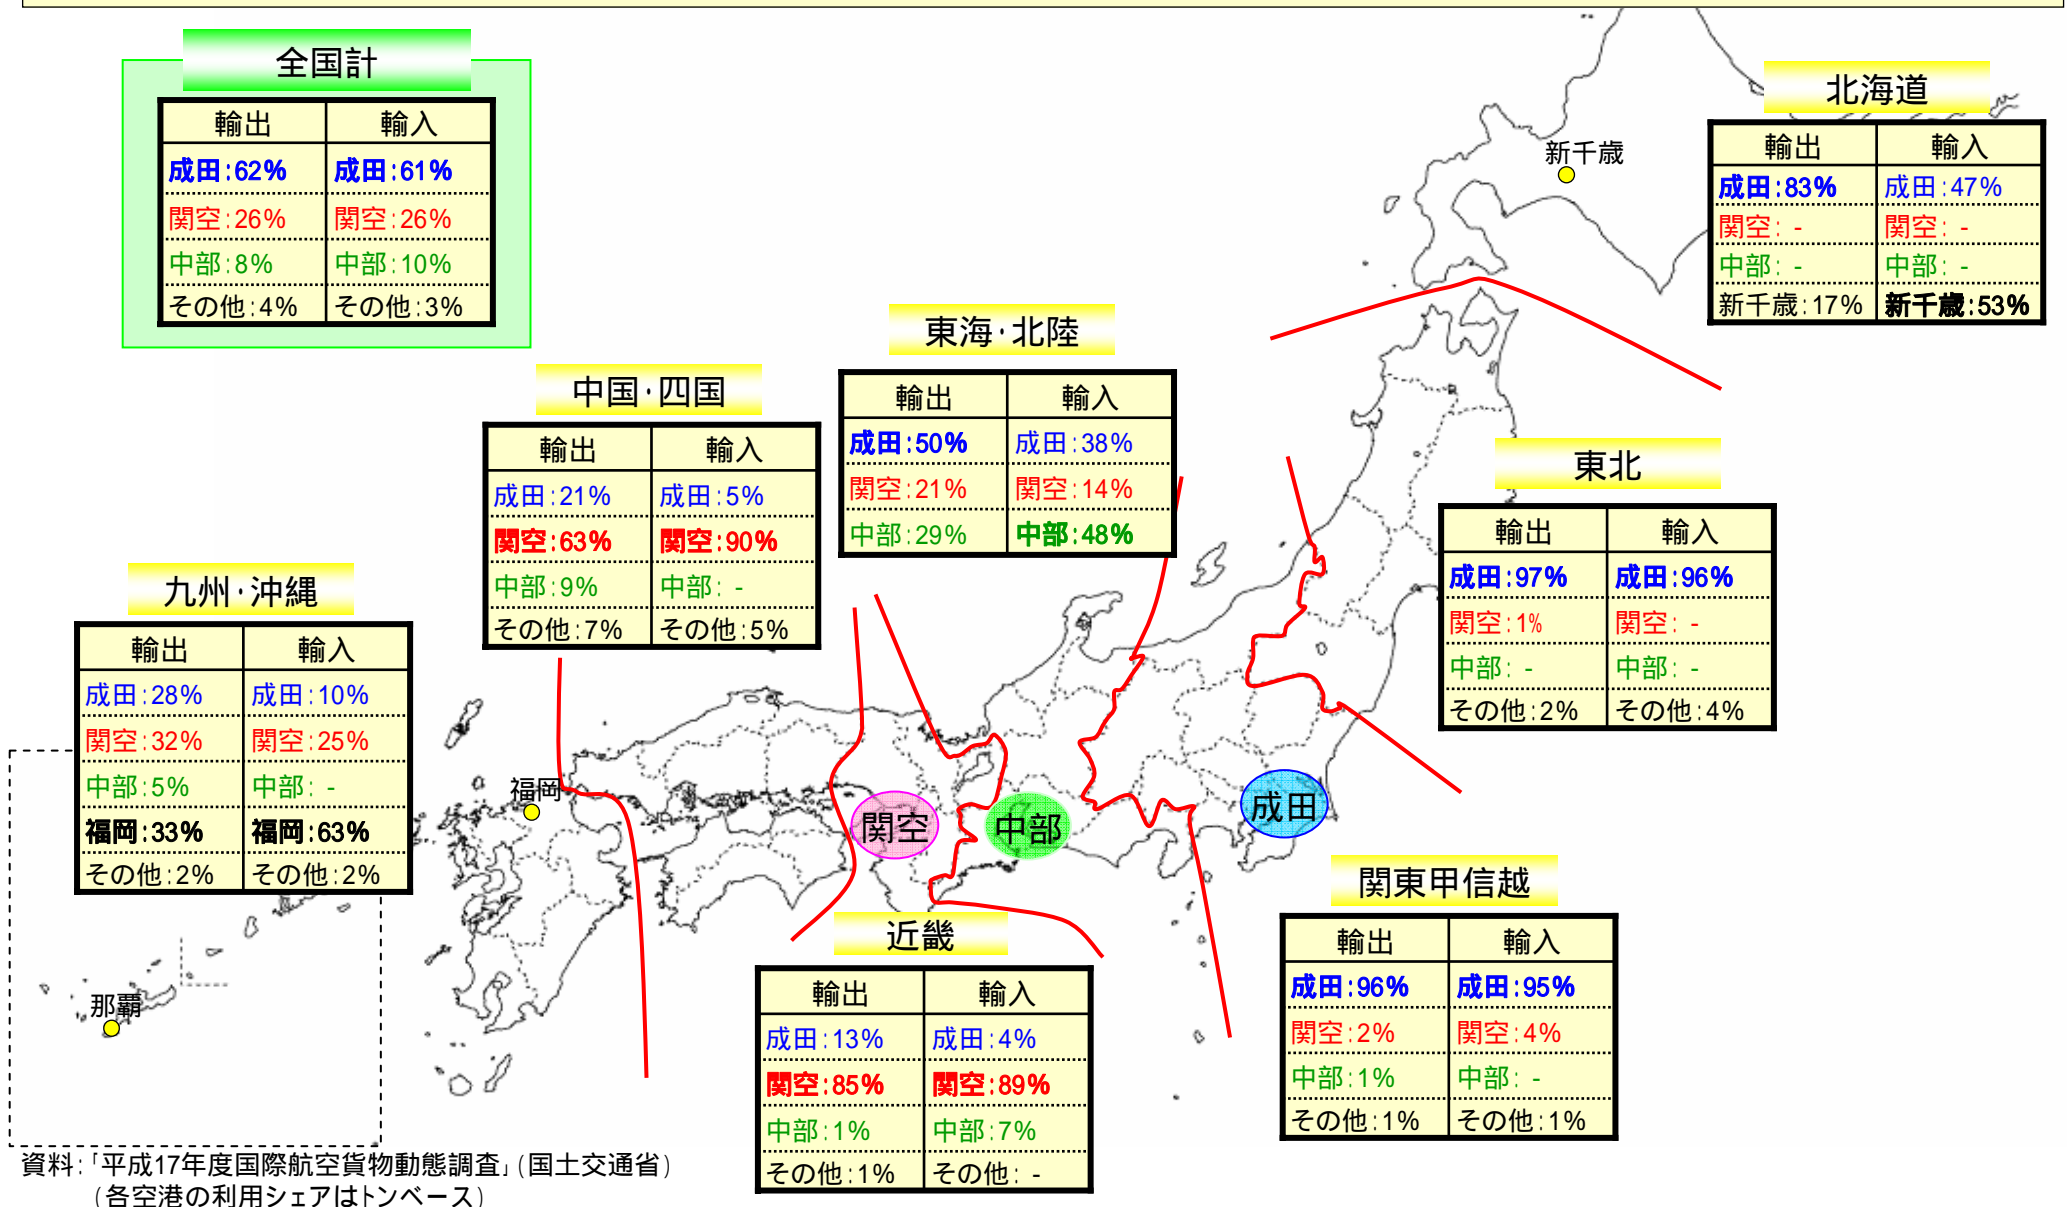 全国計
輸出 輸入
成田:62% 成田:61%
関空:26% 関空:26%
中部:8% 中部:10%
その他:4% その他:3%
北海道
輸出 輸入
成田:83% 成田:47%
関空: - 関空: -
中部: - 中部: -
新千歳:17% 新千歳:53%
新千歳
東海・北陸
輸出 輸入
成田:50% 成田:38%
関空:21% 関空:14%
中部:29% 中部:48%
中国・四国
輸出 輸入
成田:21% 成田:5%
関空:63% 関空:90%
中部:9% 中部: -
その他:7% その他:5%
東北
輸出 輸入
成田:97% 成田:96%
関空:1% 関空: -
中部: - 中部: -
その他:2% その他:4%
九州・沖縄
輸出 輸入
成田:28% 成田:10%
関空:32% 関空:25%
中部:5% 中部: -
福岡:33% 福岡:63%
その他:2% その他:2%
福岡
関空
中部
成田
那覇
関東甲信越
輸出 輸入
成田:96% 成田:95%
関空:2% 関空:4%
中部:1% 中部: -
その他:1% その他:1%
近畿
輸出 輸入
成田:13% 成田:4%
関空:85% 関空:89%
中部:1% 中部:7%
その他:1% その他: -
資料:「平成17年度国際航空貨物動態調査」(国土交通省)
(各空港の利用シェアはトンベース)